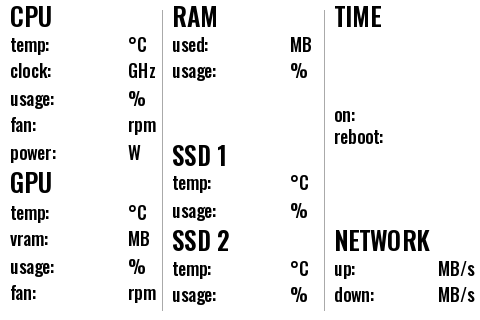 CPU
temp: °C
clock: GHz
usage: %
fan: rpm
power: W
GPU
temp: °C
vram: MB
usage: %
fan: rpm
RAM
used: MB
usage: %
SSD 1
temp: °C
usage: %
SSD 2
temp: °C
usage: %
TIME
on:
reboot:
NETWORK
up: MB/s
down: MB/s